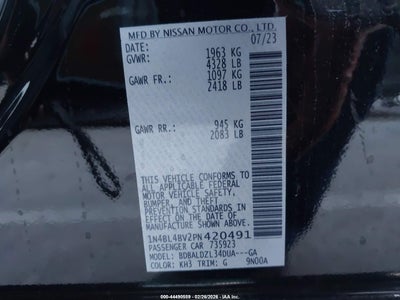 MFD BY NISSAN MOTOR CO., LTD.
DATE: 07/23
GVWR: 1963 KG
4328 LB
GAWR FR.: 1097 KG
2418 LB
GAWR RR.: 945 KG
2083 LB
THIS VEHICLE CONFORMS TO ALL
APPLICABLE FEDERAL MOTOR
VEHICLE SAFETY,
BUMPER, AND THEFT
PREVENTION STANDARDS IN
EFFECT ON THE DATE OF
MANUFACTURE SHOWN ABOVE.
1N4BL4BV2PN420491
PASSENGER CAR 735923
MODEL: BDBALDZL34DUA---GA
COLOR: KH3 TRIM: G 9N00A
000-44490559 - 02/26/2026 - IAAI.COM